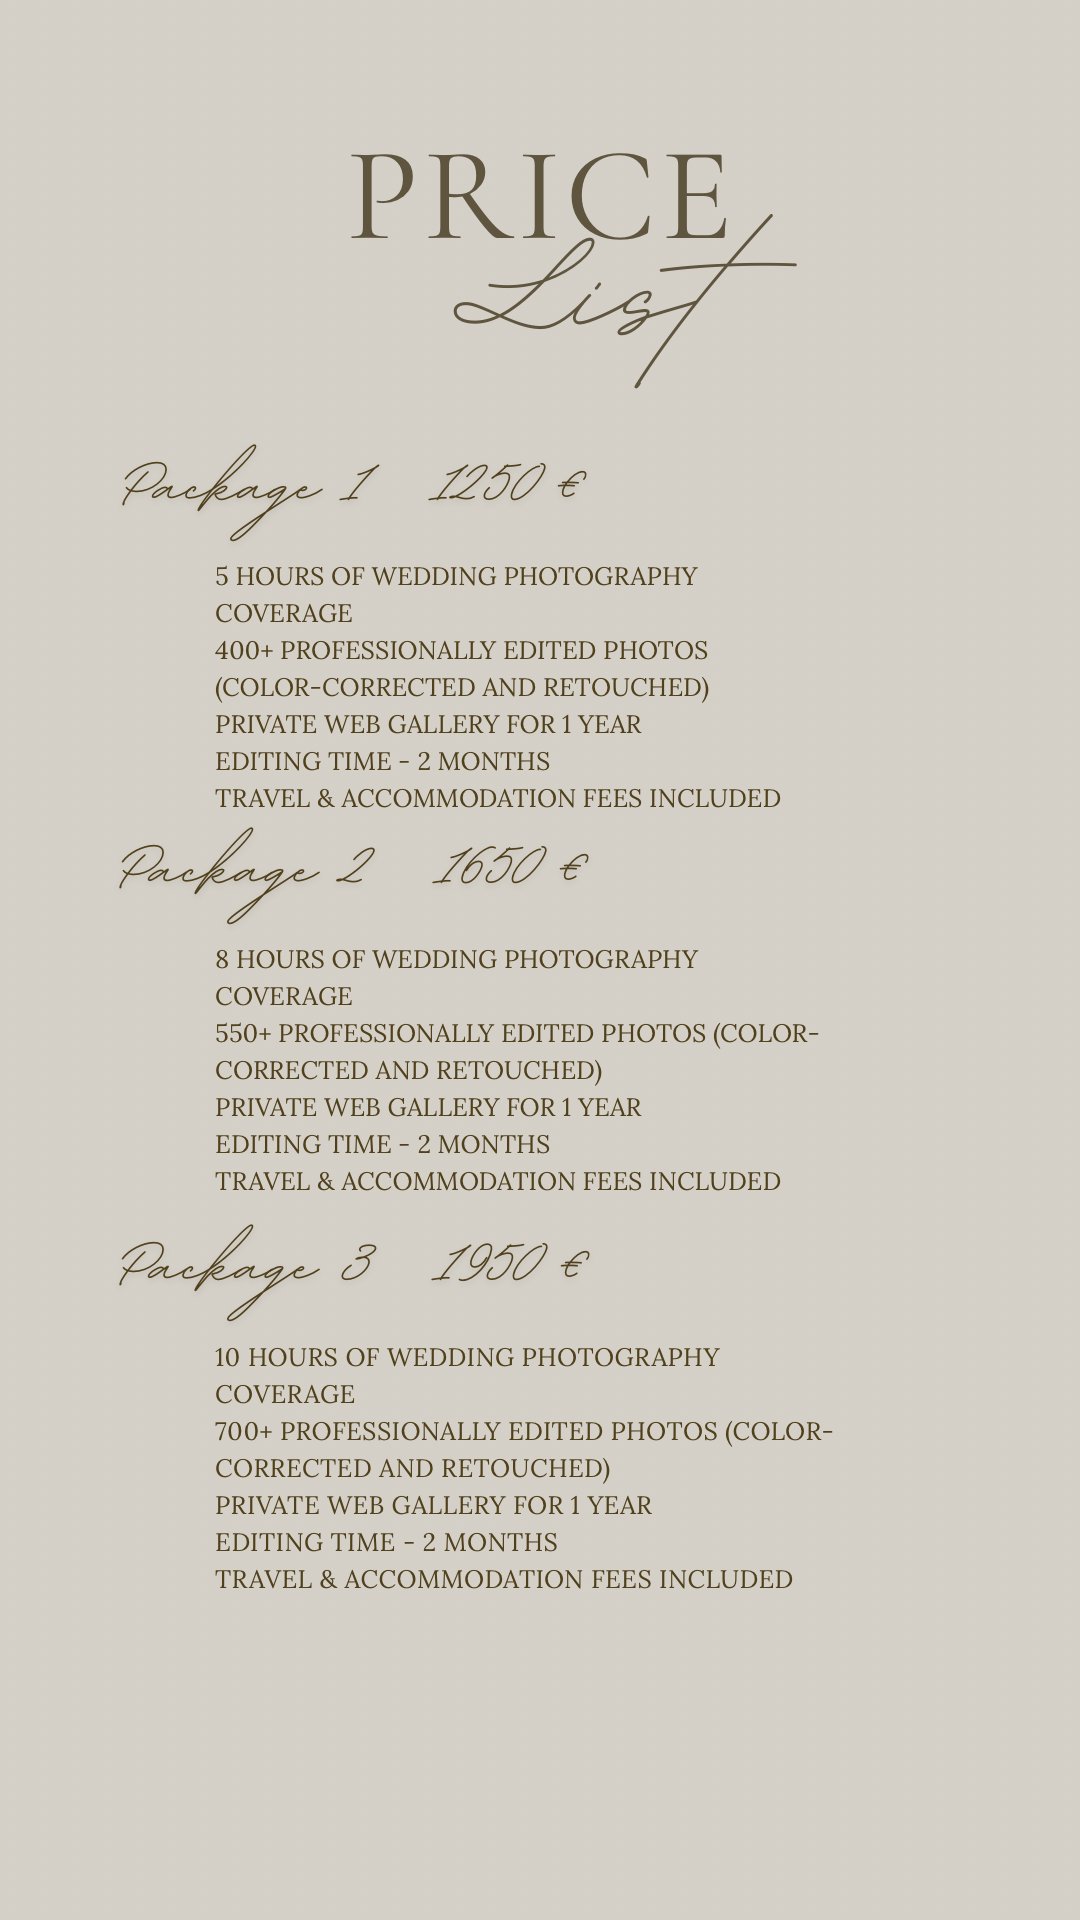 PRICE
List
Package 1 1250 €
5 HOURS OF WEDDING PHOTOGRAPHY
COVERAGE
400+ PROFESSIONALLY EDITED PHOTOS
(COLOR-CORRECTED AND RETOUCHED)
PRIVATE WEB GALLERY FOR 1 YEAR
EDITING TIME - 2 MONTHS
TRAVEL & ACCOMMODATION FEES INCLUDED
Package 2 1650 €
8 HOURS OF WEDDING PHOTOGRAPHY
COVERAGE
550+ PROFESSIONALLY EDITED PHOTOS (COLOR-
CORRECTED AND RETOUCHED)
PRIVATE WEB GALLERY FOR 1 YEAR
EDITING TIME - 2 MONTHS
TRAVEL & ACCOMMODATION FEES INCLUDED
Package 3 1950 €
10 HOURS OF WEDDING PHOTOGRAPHY
COVERAGE
700+ PROFESSIONALLY EDITED PHOTOS (COLOR-
CORRECTED AND RETOUCHED)
PRIVATE WEB GALLERY FOR 1 YEAR
EDITING TIME - 2 MONTHS
TRAVEL & ACCOMMODATION FEES INCLUDED